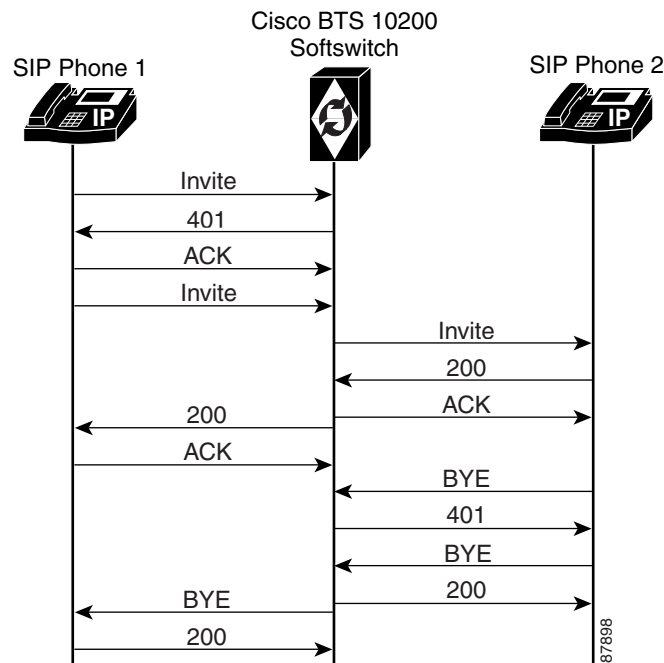 Cisco BTS 10200
Softswitch
SIP Phone 1
SIP Phone 2
IP
IP
Invite
401
ACK
Invite
Invite
200
200
ACK
ACK
BYE
401
BYE
BYE
200
200
87898